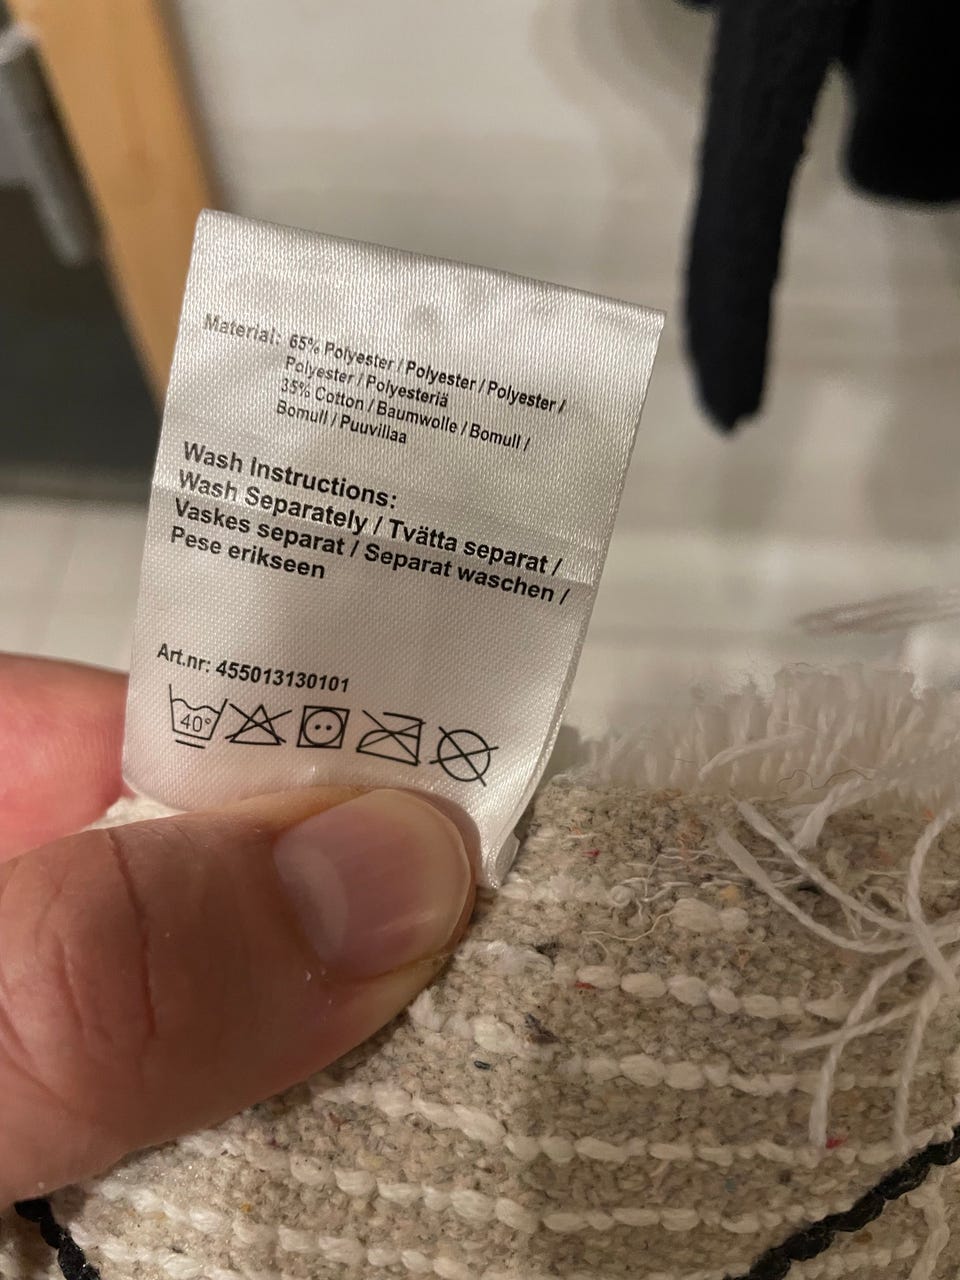 Material: 65% Polyester / Polyester / Polyester /
Polyester / Polyesteriä
35% Cotton / Baumwolle / Bomull /
Bomull / Puuvillaa
Wash Instructions:
Wash Separately / Tvätta separat /
Vaskes separat / Separat waschen /
Pese erikseen
Art.nr: 455013130101
40°